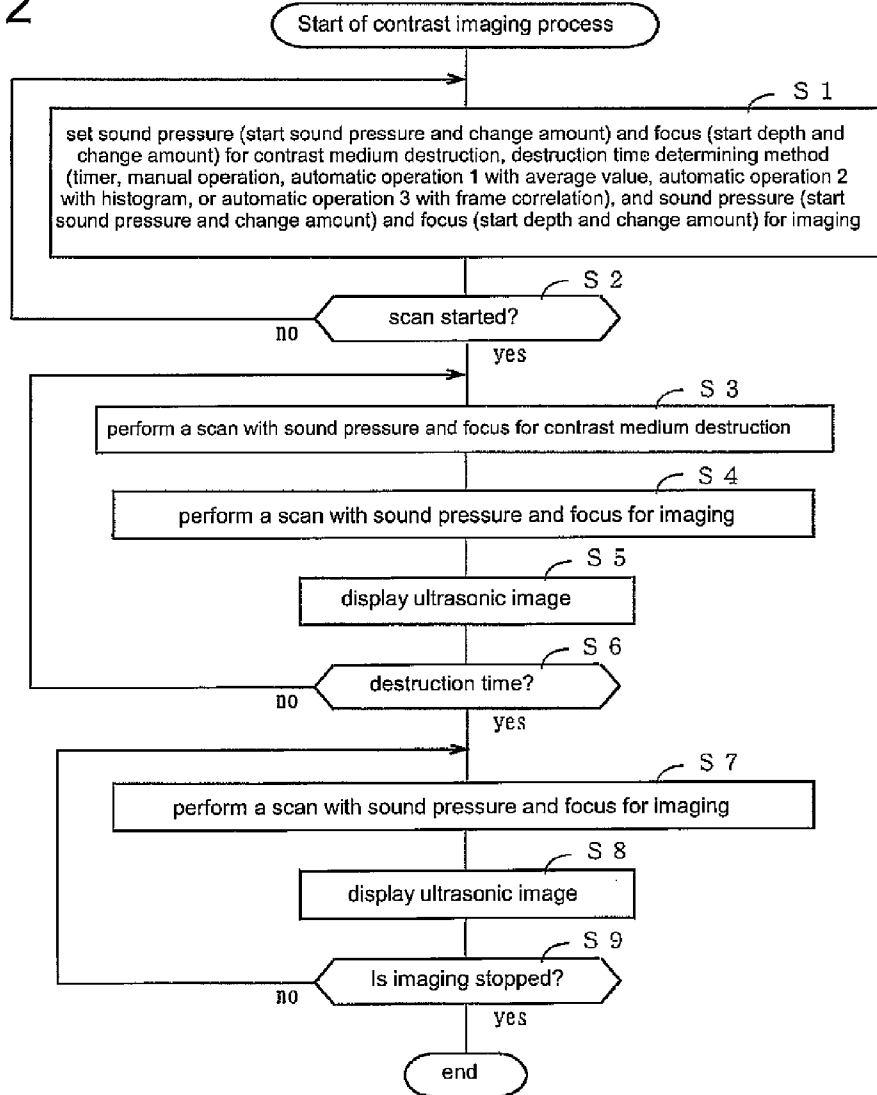 2
Start of contrast imaging process
S 1
set sound pressure (start sound pressure and change amount) and focus (start depth and
change amount) for contrast medium destruction, destruction time determining method
(timer, manual operation, automatic operation 1 with average value, automatic operation 2
with histogram, or automatic operation 3 with frame correlation), and sound pressure (start
sound pressure and change amount) and focus (start depth and change amount) for imaging
S 2
scan started?
no
yes
S 3
perform a scan with sound pressure and focus for contrast medium destruction
S 4
perform a scan with sound pressure and focus for imaging
S 5
display ultrasonic image
S 6
destruction time?
no
yes
S 7
perform a scan with sound pressure and focus for imaging
S 8
display ultrasonic image
S 9
Is imaging stopped?
no
yes
end